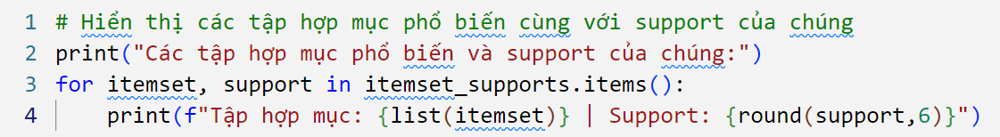 1 # Hiển thị các tập hợp mục phổ biến cùng với support của chúng
2 print("Các tập hợp mục phổ biến và support của chúng:")
3 for itemset, support in itemset_supports.items():
4     print(f"Tập hợp mục: {list(itemset)} | Support: {round(support,6)}")